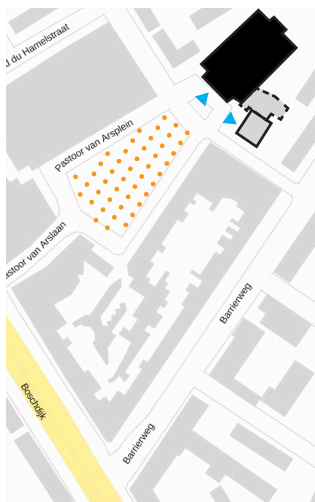 d du Hamelstraat
Pastoor van Arsplein
astoor van Arslaan
Barrierweg
Boschdijk
Barrierweg